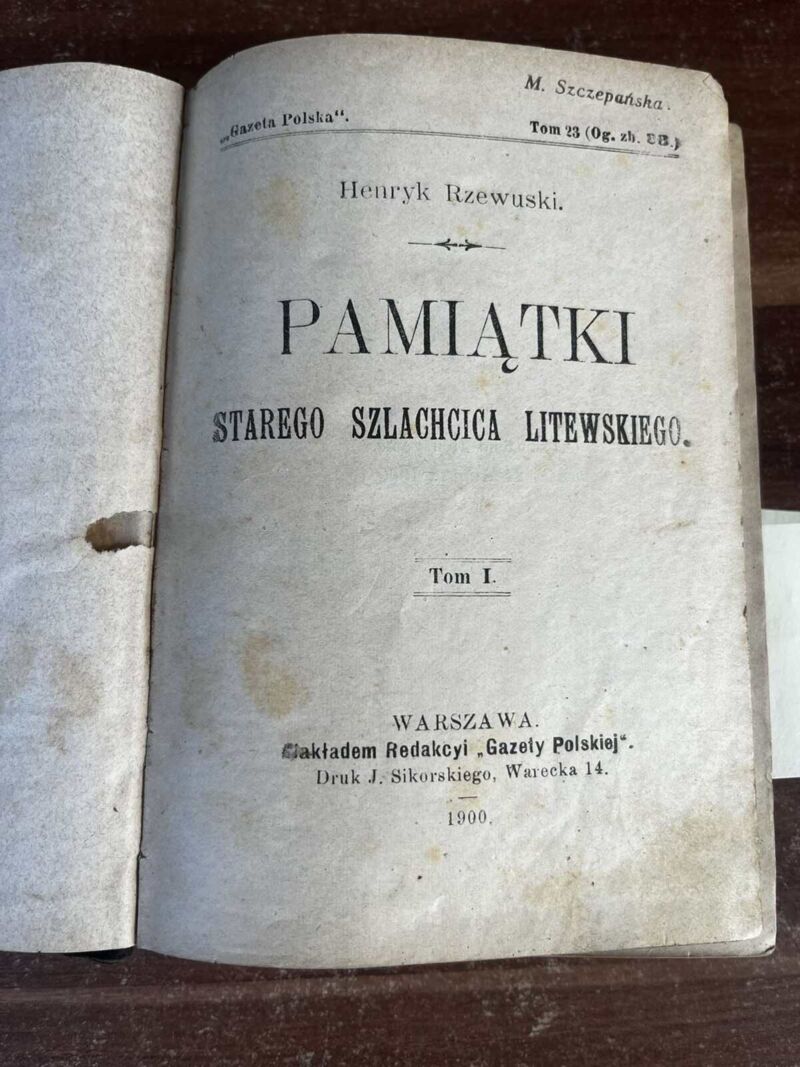 M. Szczepańska.
„Gazeta Polska“.
Tom 23 (Og. zb. 38.)
Henryk Rzewuski.
PAMIĄTKI
STAREGO SZLACHCICA LITEWSKIEGO.
Tom I.
WARSZAWA.
Nakładem Redakcyi „Gazety Polskiej“.
Druk J. Sikorskiego, Warecka 14.
1900.